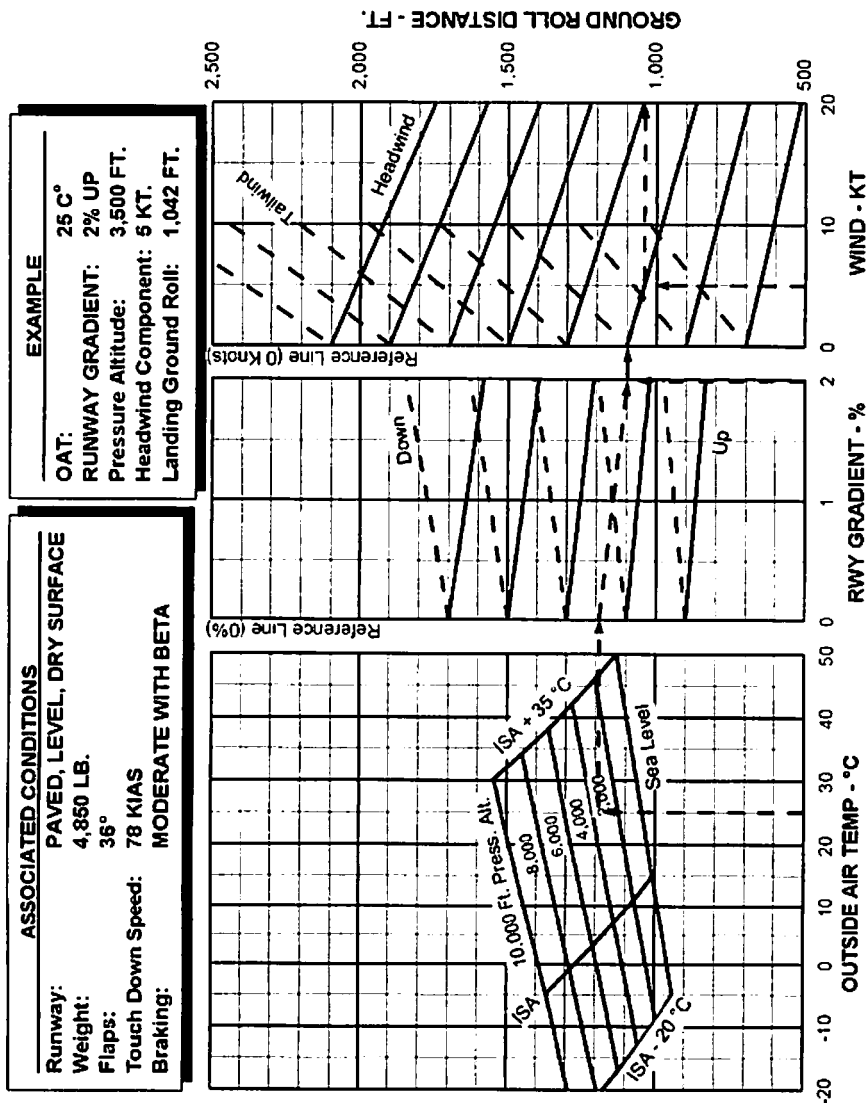 ASSOCIATED CONDITIONS
Runway: PAVED, LEVEL, DRY SURFACE
Weight: 4,850 LB.
Flaps: 36°
Touch Down Speed: 78 KIAS
Braking: MODERATE WITH BETA
EXAMPLE
OAT: 25 C°
RUNWAY GRADIENT: 2% UP
Pressure Altitude: 3,500 FT.
Headwind Component: 5 KT.
Landing Ground Roll: 1,042 FT.
10,000 Ft. Press. Alt.
8,000
6,000
4,000
2,000
Sea Level
ISA
ISA + 35 °C
ISA - 20 °C
-20 -10 0 10 20 30 40 50
OUTSIDE AIR TEMP - °C
Reference Line (0%)
Down
Up
0 1 2
RWY GRADIENT - %
Reference Line (0 Knots)
Tailwind
Headwind
0 10 20
WIND - KT
2,500
2,000
1,500
1,000
500
GROUND ROLL DISTANCE - FT.